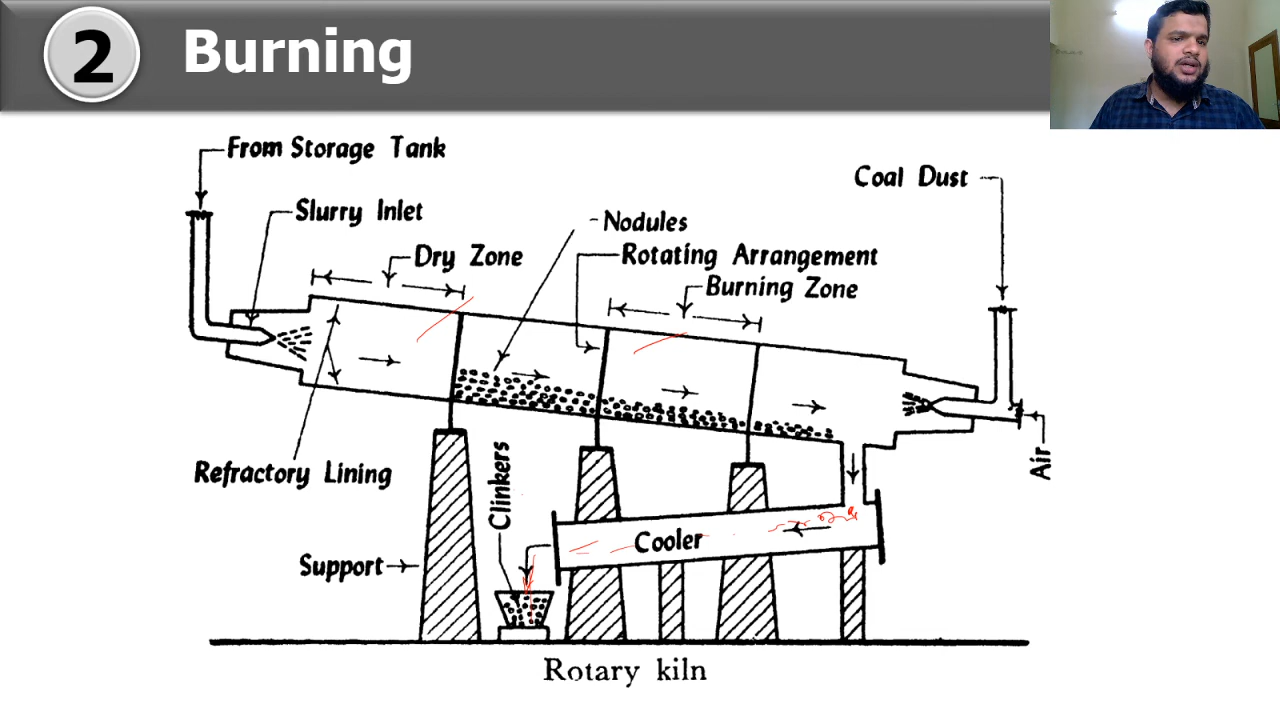 2 Burning
From Storage Tank
Coal Dust
Slurry Inlet
Nodules
Dry Zone
Rotating Arrangement
Burning Zone
Refractory Lining
Clinkers
Air
Cooler
Support
Rotary kiln